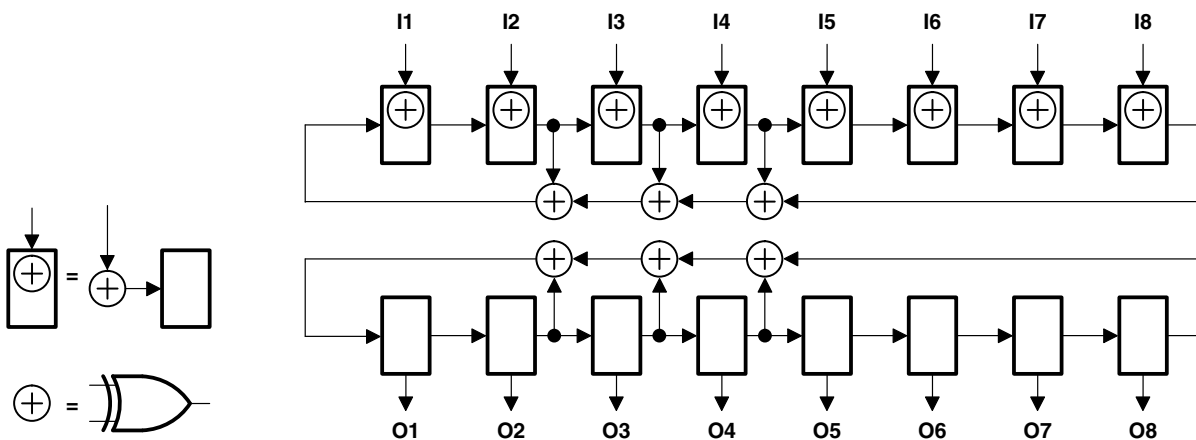 I1 I2 I3 I4 I5 I6 I7 I8
=
=
O1 O2 O3 O4 O5 O6 O7 O8